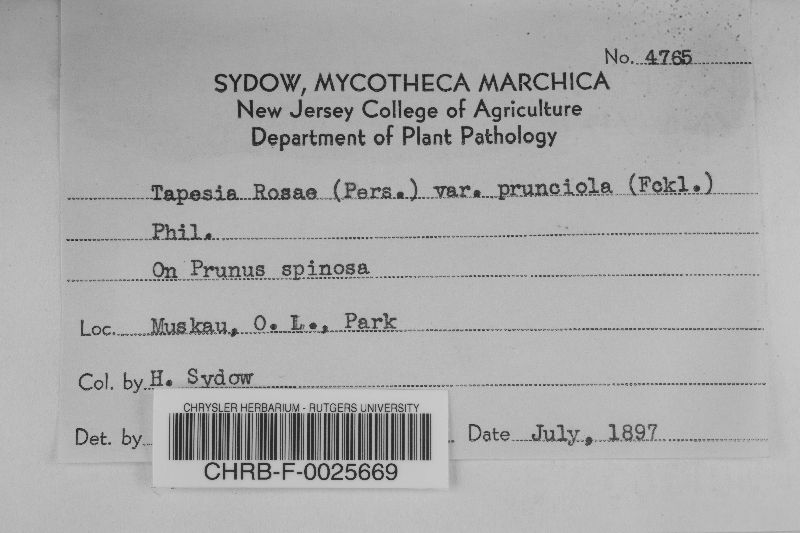 No. 4765
SYDOW, MYCOTHECA MARCHICA
New Jersey College of Agriculture
Department of Plant Pathology
Tapesia Rosae (Pers.) var. prunciola (Fckl.)
Phil.
On Prunus spinosa
Loc. Muskau, O. L., Park
Col. by H. Sydow
Det. by
Date July, 1897
CHRYSLER HERBARIUM - RUTGERS UNIVERSITY
CHRB-F-0025669